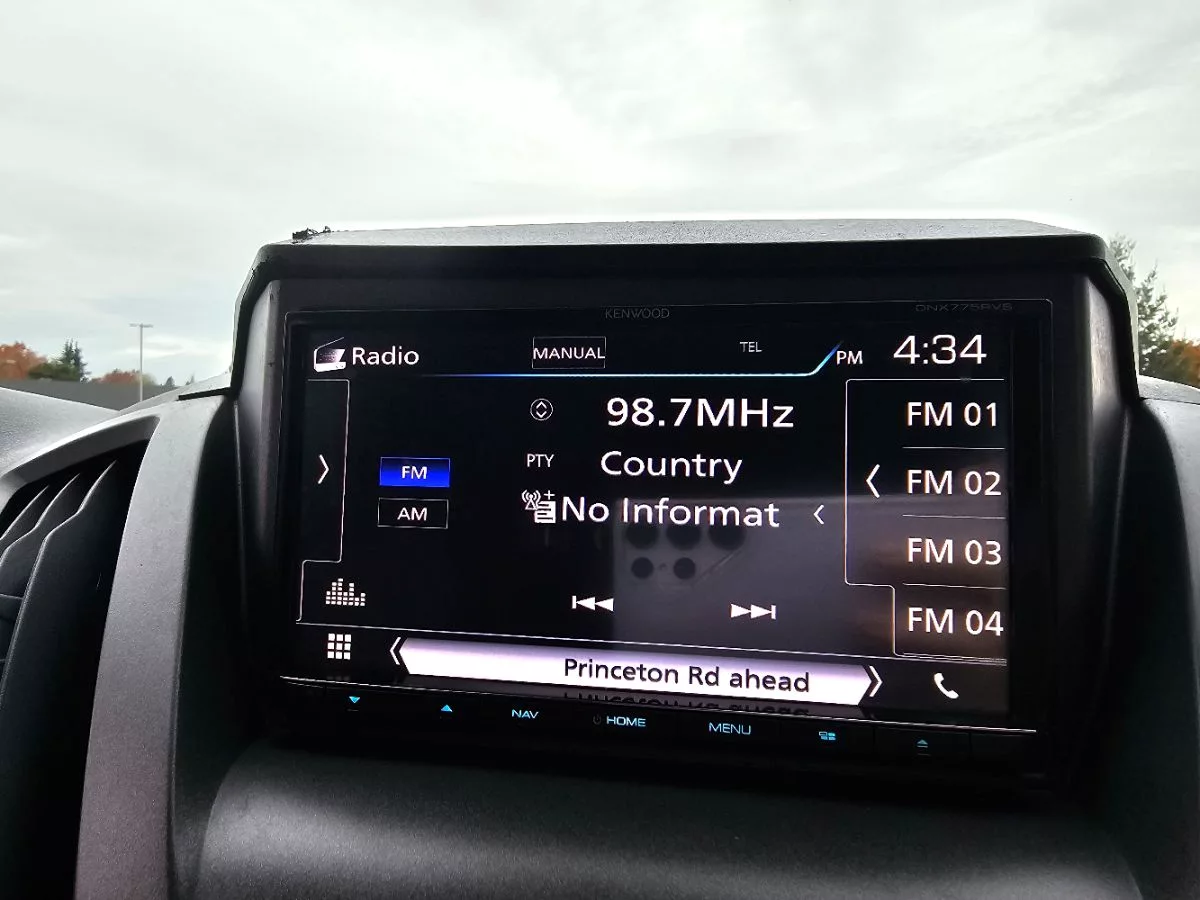 KENWOOD
DNX775RVS
Radio
MANUAL
TEL
PM 4:34
98.7MHz
FM 01
PTY Country
FM
FM 02
AM
No Informat
FM 03
FM 04
Princeton Rd ahead
NAV
HOME
MENU